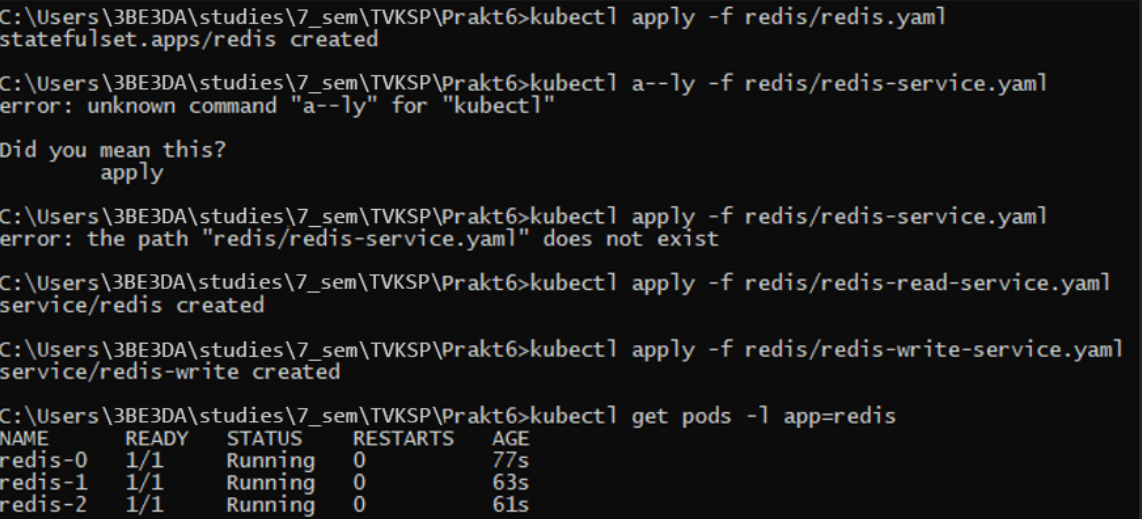 C:\Users\3BE3DA\studies\7_sem\TVKSP\Prakt6>kubectl apply -f redis/redis.yaml
statefulset.apps/redis created
C:\Users\3BE3DA\studies\7_sem\TVKSP\Prakt6>kubectl a--ly -f redis/redis-service.yaml
error: unknown command "a--ly" for "kubectl"
Did you mean this?
        apply
C:\Users\3BE3DA\studies\7_sem\TVKSP\Prakt6>kubectl apply -f redis/redis-service.yaml
error: the path "redis/redis-service.yaml" does not exist
C:\Users\3BE3DA\studies\7_sem\TVKSP\Prakt6>kubectl apply -f redis/redis-read-service.yaml
service/redis created
C:\Users\3BE3DA\studies\7_sem\TVKSP\Prakt6>kubectl apply -f redis/redis-write-service.yaml
service/redis-write created
C:\Users\3BE3DA\studies\7_sem\TVKSP\Prakt6>kubectl get pods -l app=redis
NAME      READY   STATUS    RESTARTS   AGE
redis-0   1/1     Running   0          77s
redis-1   1/1     Running   0          63s
redis-2   1/1     Running   0          61s